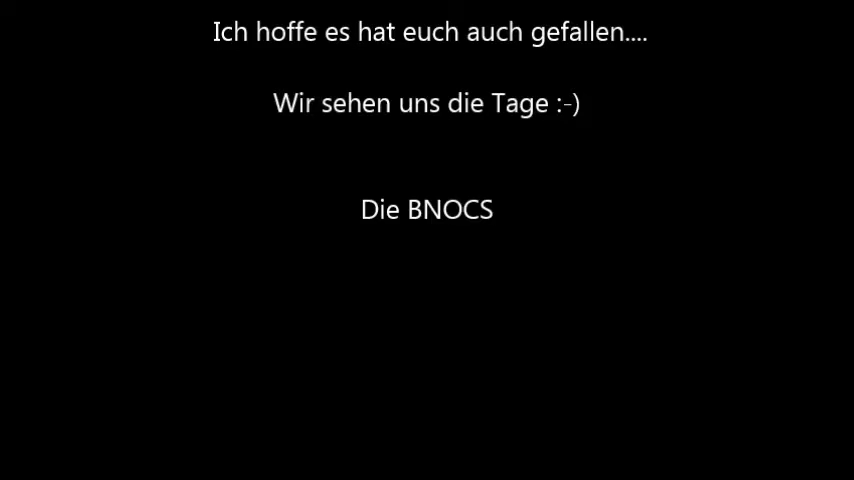 Ich hoffe es hat euch auch gefallen....
Wir sehen uns die Tage :-)
Die BNOCS